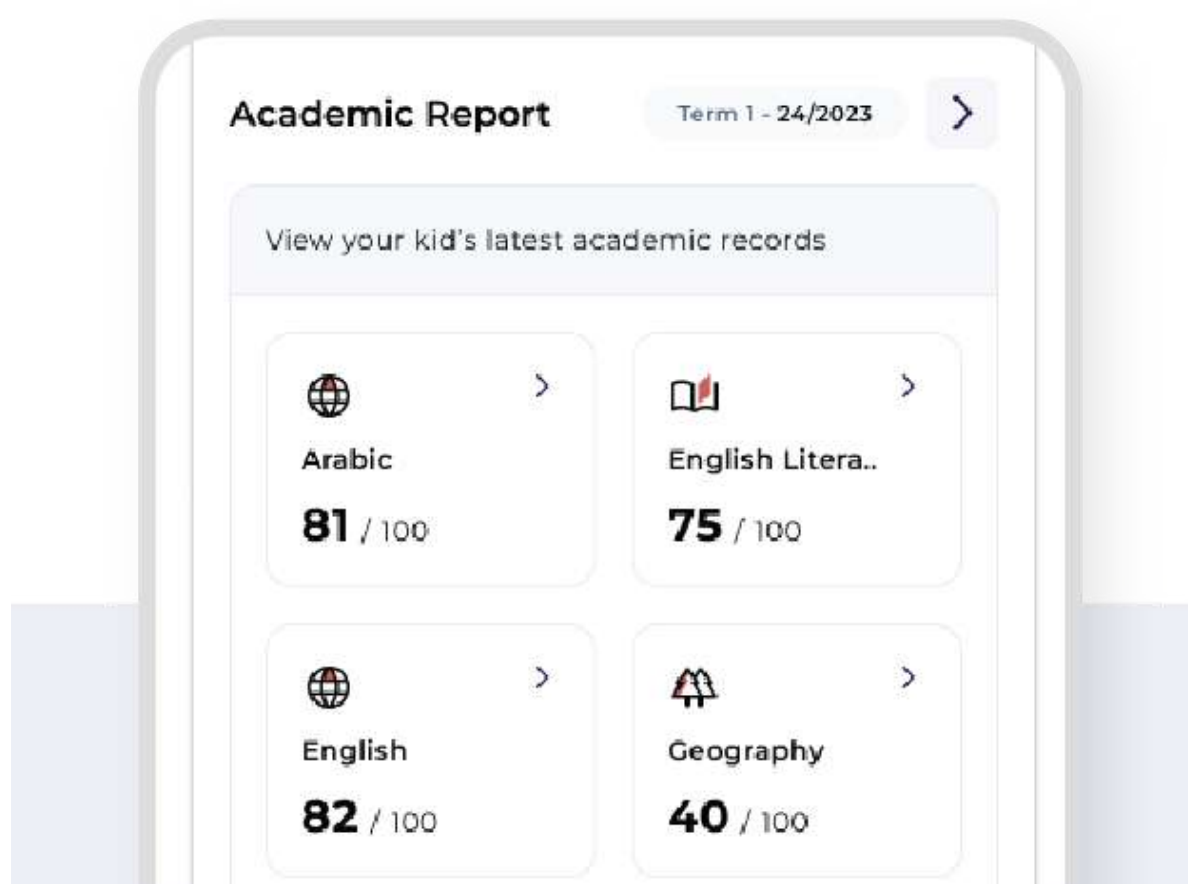 Academic Report
Term 1 - 24/2023
View your kid's latest academic records
Arabic
81 / 100
English Litera..
75 / 100
English
82 / 100
Geography
40 / 100